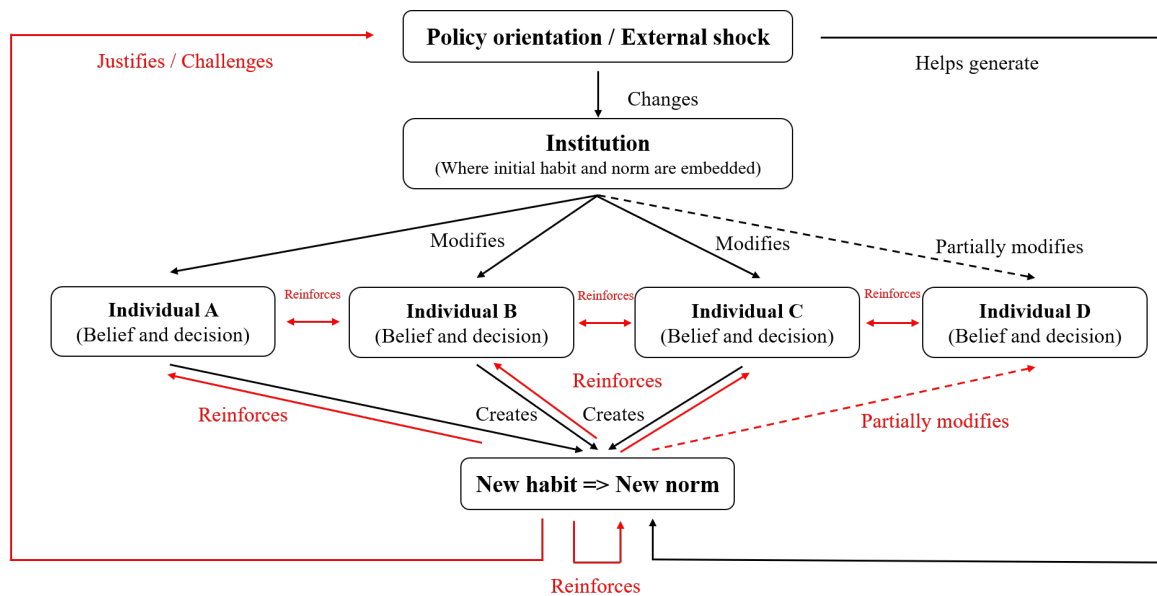 Policy orientation / External shock
Justifies / Challenges
Helps generate
Changes
Institution
(Where initial habit and norm are embedded)
Modifies
Modifies
Partially modifies
Individual A
(Belief and decision)
Reinforces
Individual B
(Belief and decision)
Reinforces
Individual C
(Belief and decision)
Reinforces
Individual D
(Belief and decision)
Reinforces
Creates
Reinforces
Creates
Partially modifies
New habit => New norm
Reinforces